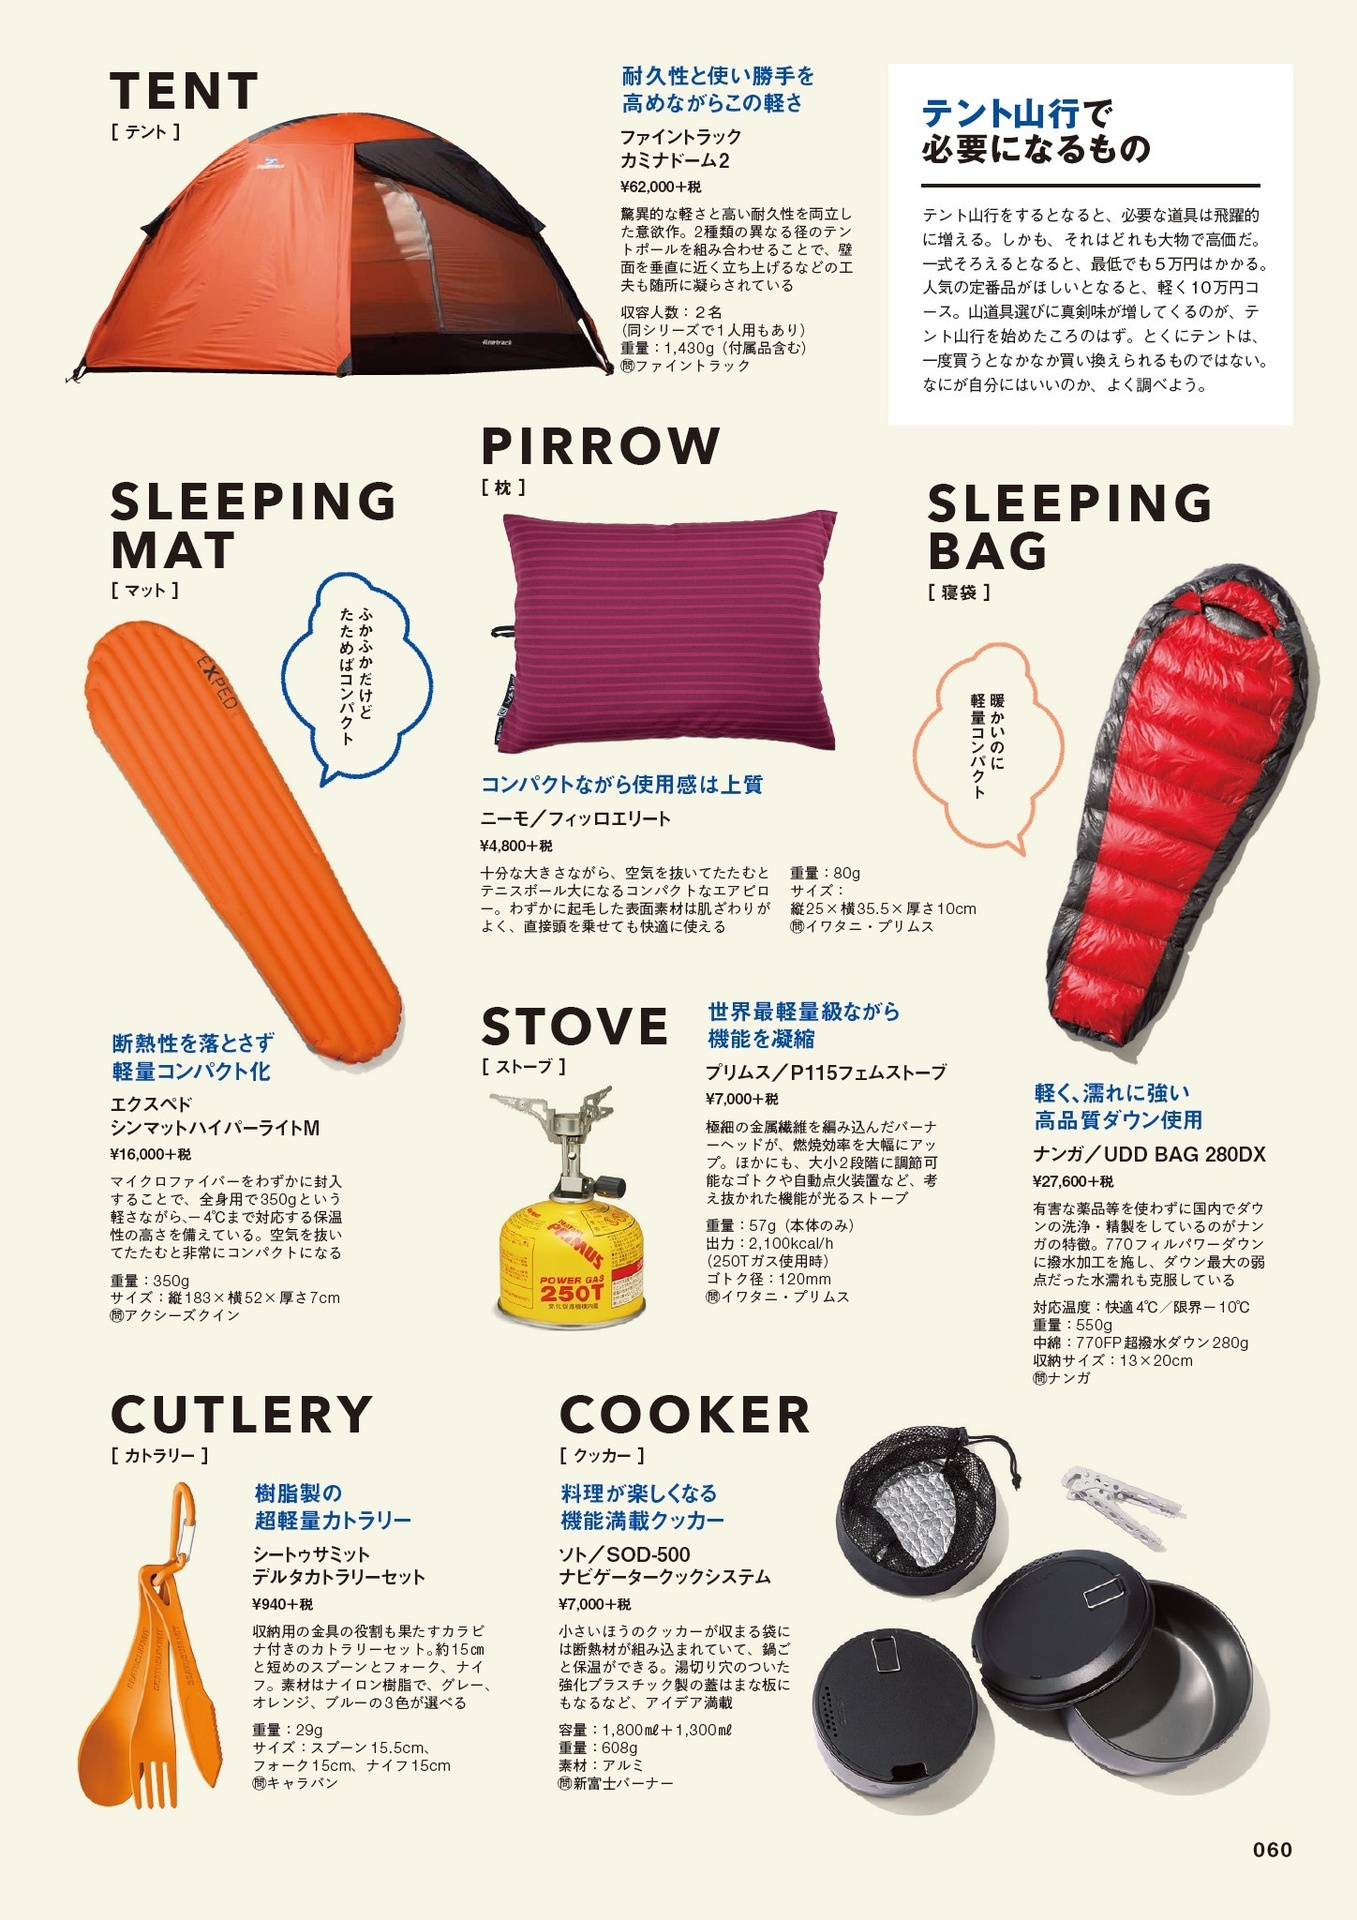 TENT
[ テント ]
finetrack
finetrack
耐久性と使い勝手を
高めながらこの軽さ
ファイントラック
カミナドーム2
¥62,000+税
驚異的な軽さと高い耐久性を両立し
た意欲作。2種類の異なる径のテン
トポールを組み合わせることで、壁
面を垂直に近く立ち上げるなどの工
夫も随所に凝らされている
収容人数：２名
（同シリーズで1人用もあり）
重量：1,430g（付属品含む）
㉄ファイントラック
テント山行で
必要になるもの
テント山行をするとなると、必要な道具は飛躍的
に増える。しかも、それはどれも大物で高価だ。
一式そろえるとなると、最低でも５万円はかかる。
人気の定番品がほしいとなると、軽く10万円コ
ース。山道具選びに真剣味が増してくるのが、テ
ント山行を始めたころのはず。とくにテントは、
一度買うとなかなか買い換えられるものではない。
なにが自分にはいいのか、よく調べよう。
SLEEPING
MAT
[ マット ]
EXPED
ふかふかだけど
たためばコンパクト
断熱性を落とさず
軽量コンパクト化
エクスペド
シンマットハイパーライトM
¥16,000+税
マイクロファイバーをわずかに封入
することで、全身用で350gという
軽さながら、－4℃まで対応する保温
性の高さを備えている。空気を抜い
てたたむと非常にコンパクトになる
重量：350g
サイズ：縦183×横52×厚さ7cm
㉄アクシーズクイン
PIRROW
[ 枕 ]
コンパクトながら使用感は上質
ニーモ／フィッロエリート
¥4,800+税
十分な大きさながら、空気を抜いてたたむと
テニスボール大になるコンパクトなエアピロ
ー。わずかに起毛した表面素材は肌ざわりが
よく、直接頭を乗せても快適に使える
重量：80g
サイズ：
縦25×横35.5×厚さ10cm
㉄イワタニ・プリムス
SLEEPING
BAG
[ 寝袋 ]
暖かいのに
軽量コンパクト
軽く、濡れに強い
高品質ダウン使用
ナンガ／UDD BAG 280DX
¥27,600+税
有害な薬品等を使わずに国内でダウ
ンの洗浄・精製をしているのがナン
ガの特徴。770フィルパワーダウン
に撥水加工を施し、ダウン最大の弱
点だった水濡れも克服している
対応温度：快適4℃／限界－10℃
重量：550g
中綿：770FP超撥水ダウン280g
収納サイズ：13×20cm
㉄ナンガ
STOVE
[ ストーブ ]
PRIMUS
POWER GAS
250T
世界最軽量級ながら
機能を凝縮
プリムス／P115フェムストーブ
¥7,000+税
極細の金属繊維を編み込んだバーナ
ーヘッドが、燃焼効率を大幅にアッ
プ。ほかにも、大小２段階に調節可
能なゴトクや自動点火装置など、考
え抜かれた機能が光るストーブ
重量：57g（本体のみ）
出力：2,100kcal/h
（250Tガス使用時）
ゴトク径：120mm
㉄イワタニ・プリムス
CUTLERY
[ カトラリー ]
樹脂製の
超軽量カトラリー
シートゥサミット
デルタカトラリーセット
¥940+税
収納用の金具の役割も果たすカラビ
ナ付きのカトラリーセット。約15㎝
と短めのスプーンとフォーク、ナイ
フ。素材はナイロン樹脂で、グレー、
オレンジ、ブルーの3色が選べる
重量：29g
サイズ：スプーン15.5cm、
フォーク15cm、ナイフ15cm
㉄キャラバン
COOKER
[ クッカー ]
料理が楽しくなる
機能満載クッカー
ソト／SOD-500
ナビゲータークックシステム
¥7,000+税
小さいほうのクッカーが収まる袋に
は断熱材が組み込まれていて、鍋ご
と保温ができる。湯切り穴のついた
強化プラスチック製の蓋はまな板に
もなるなど、アイデア満載
容量：1,800㎖＋1,300㎖
重量：608g
素材：アルミ
㉄新富士バーナー
060